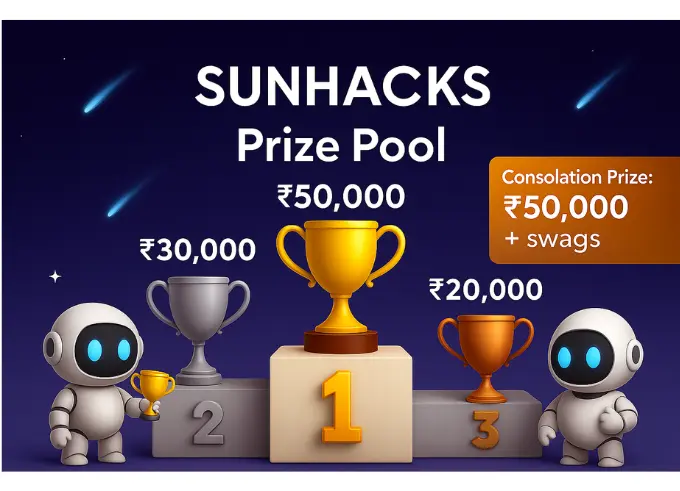 SUNHACKS
Prize Pool
₹50,000
₹30,000
₹20,000
Consolation Prize:
₹50,000
+ swags
2
1
3